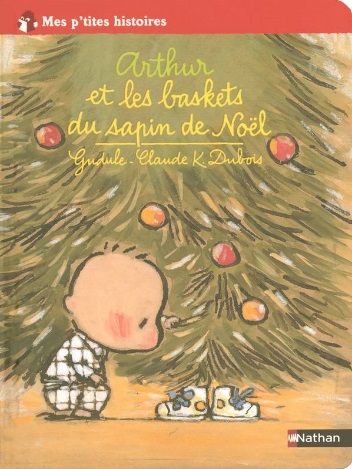 Mes p'tites histoires
Arthur
et les baskets
du sapin de Noël
Gudule - Claude K. Dubois
Nathan